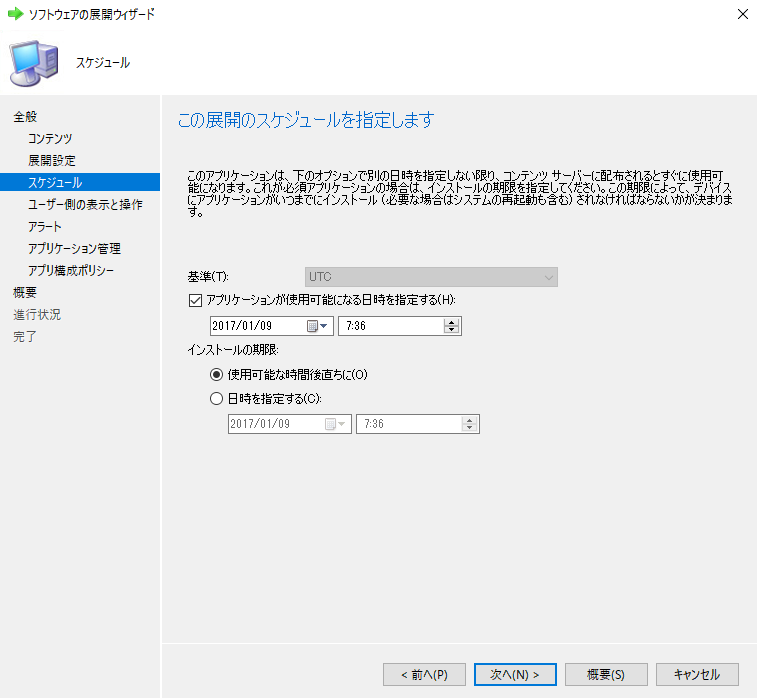 ソフトウェアの展開ウィザード
スケジュール
全般
コンテンツ
展開設定
スケジュール
ユーザー側の表示と操作
アラート
アプリケーション管理
アプリ構成ポリシー
概要
進行状況
完了
この展開のスケジュールを指定します
このアプリケーションは、下のオプションで別の日時を指定しない限り、コンテンツ サーバーに配布されるとすぐに使用可
能になります。これが必須アプリケーションの場合は、インストールの期限を指定してください。この期限によって、デバイス
にアプリケーションがいつまでにインストール (必要な場合はシステムの再起動も含む) されなければならないかが決まりま
す。
基準(T):
UTC
アプリケーションが使用可能になる日時を指定する(H):
2017/01/09
7:36
インストールの期限:
使用可能な時間後直ちに(O)
日時を指定する(C):
2017/01/09
7:36
< 前へ(P)
次へ(N) >
概要(S)
キャンセル